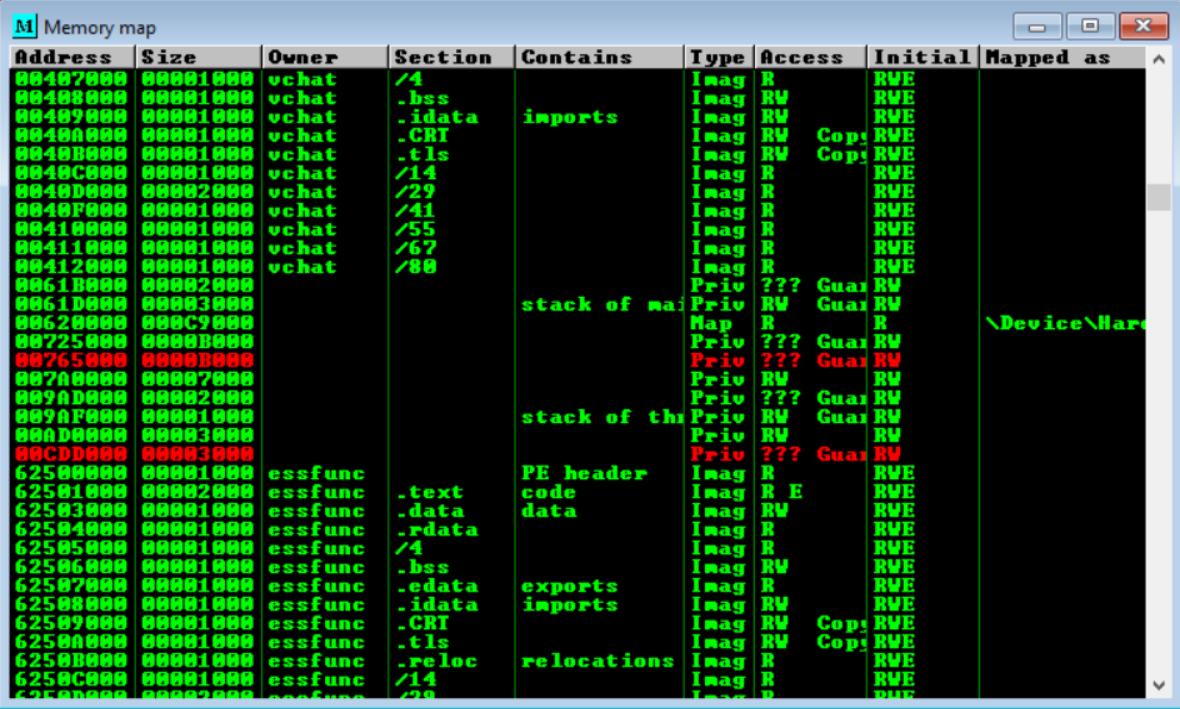 M Memory map
Address Size Owner Section Contains Type Access Initial Mapped as
00407000 00001000 vchat /4 Imag R RWE
00408000 00001000 vchat .bss Imag RW RWE
00409000 00001000 vchat .idata imports Imag RW RWE
0040A000 00001000 vchat .CRT Imag RW Copy RWE
0040B000 00001000 vchat .tls Imag RW Copy RWE
0040C000 00001000 vchat /14 Imag R RWE
0040D000 00002000 vchat /29 Imag R RWE
0040F000 00001000 vchat /41 Imag R RWE
00410000 00001000 vchat /55 Imag R RWE
00411000 00001000 vchat /67 Imag R RWE
00412000 00001000 vchat /80 Imag R RWE
0061B000 00002000 Priv ??? Guar RW
0061D000 00003000 stack of mai Priv RW Guar RW
00620000 000C9000 Map R R \Device\Hard
00725000 0000B000 Priv ??? Guar RW
00765000 0000B000 Priv ??? Guar RW
007A0000 00007000 Priv RW RW
009AD000 00002000 Priv ??? Guar RW
009AF000 00001000 stack of thr Priv RW Guar RW
00AD0000 00003000 Priv RW RW
00CDD000 00003000 Priv ??? Guar RW
62500000 00001000 essfunc PE header Imag R RWE
62501000 00002000 essfunc .text code Imag R E RWE
62503000 00001000 essfunc .data data Imag RW RWE
62504000 00001000 essfunc .rdata Imag R RWE
62505000 00001000 essfunc /4 Imag R RWE
62506000 00001000 essfunc .bss Imag RW RWE
62507000 00001000 essfunc .edata exports Imag R RWE
62508000 00001000 essfunc .idata imports Imag RW RWE
62509000 00001000 essfunc .CRT Imag RW Copy RWE
6250A000 00001000 essfunc .tls Imag RW Copy RWE
6250B000 00001000 essfunc .reloc relocations Imag R RWE
6250C000 00001000 essfunc /14 Imag R RWE
6250D000 00002000 essfunc /29 Imag R RWE